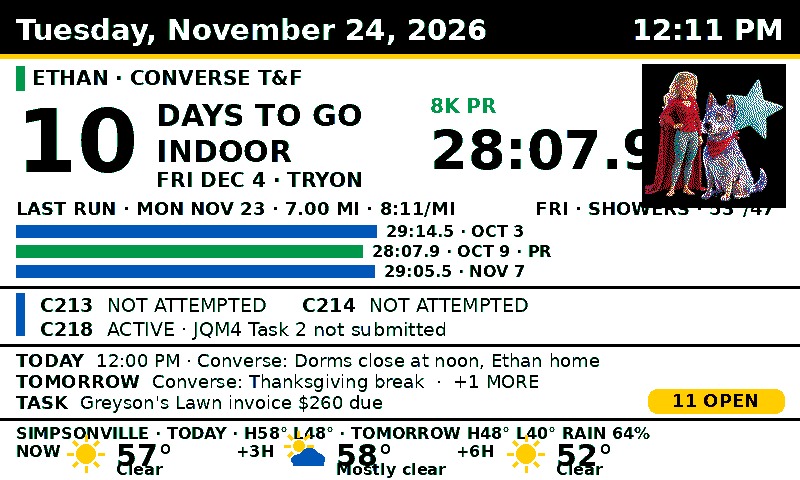 Tuesday, November 24, 2026 12:11 PM
ETHAN · CONVERSE T&F
10 DAYS TO GO
INDOOR
FRI DEC 4 · TRYON
8K PR
28:07.9
LAST RUN · MON NOV 23 · 7.00 MI · 8:11/MI FRI · SHOWERS · 53°/47°
29:14.5 · OCT 3
28:07.9 · OCT 9 · PR
29:05.5 · NOV 7
C213 NOT ATTEMPTED C214 NOT ATTEMPTED
C218 ACTIVE · JQM4 Task 2 not submitted
TODAY 12:00 PM · Converse: Dorms close at noon, Ethan home
TOMORROW Converse: Thanksgiving break · +1 MORE
TASK Greyson's Lawn invoice $260 due
11 OPEN
SIMPSONVILLE · TODAY · H58° L48° · TOMORROW H48° L40° RAIN 64%
NOW 57° +3H 58° +6H 52°
Clear Mostly clear Clear